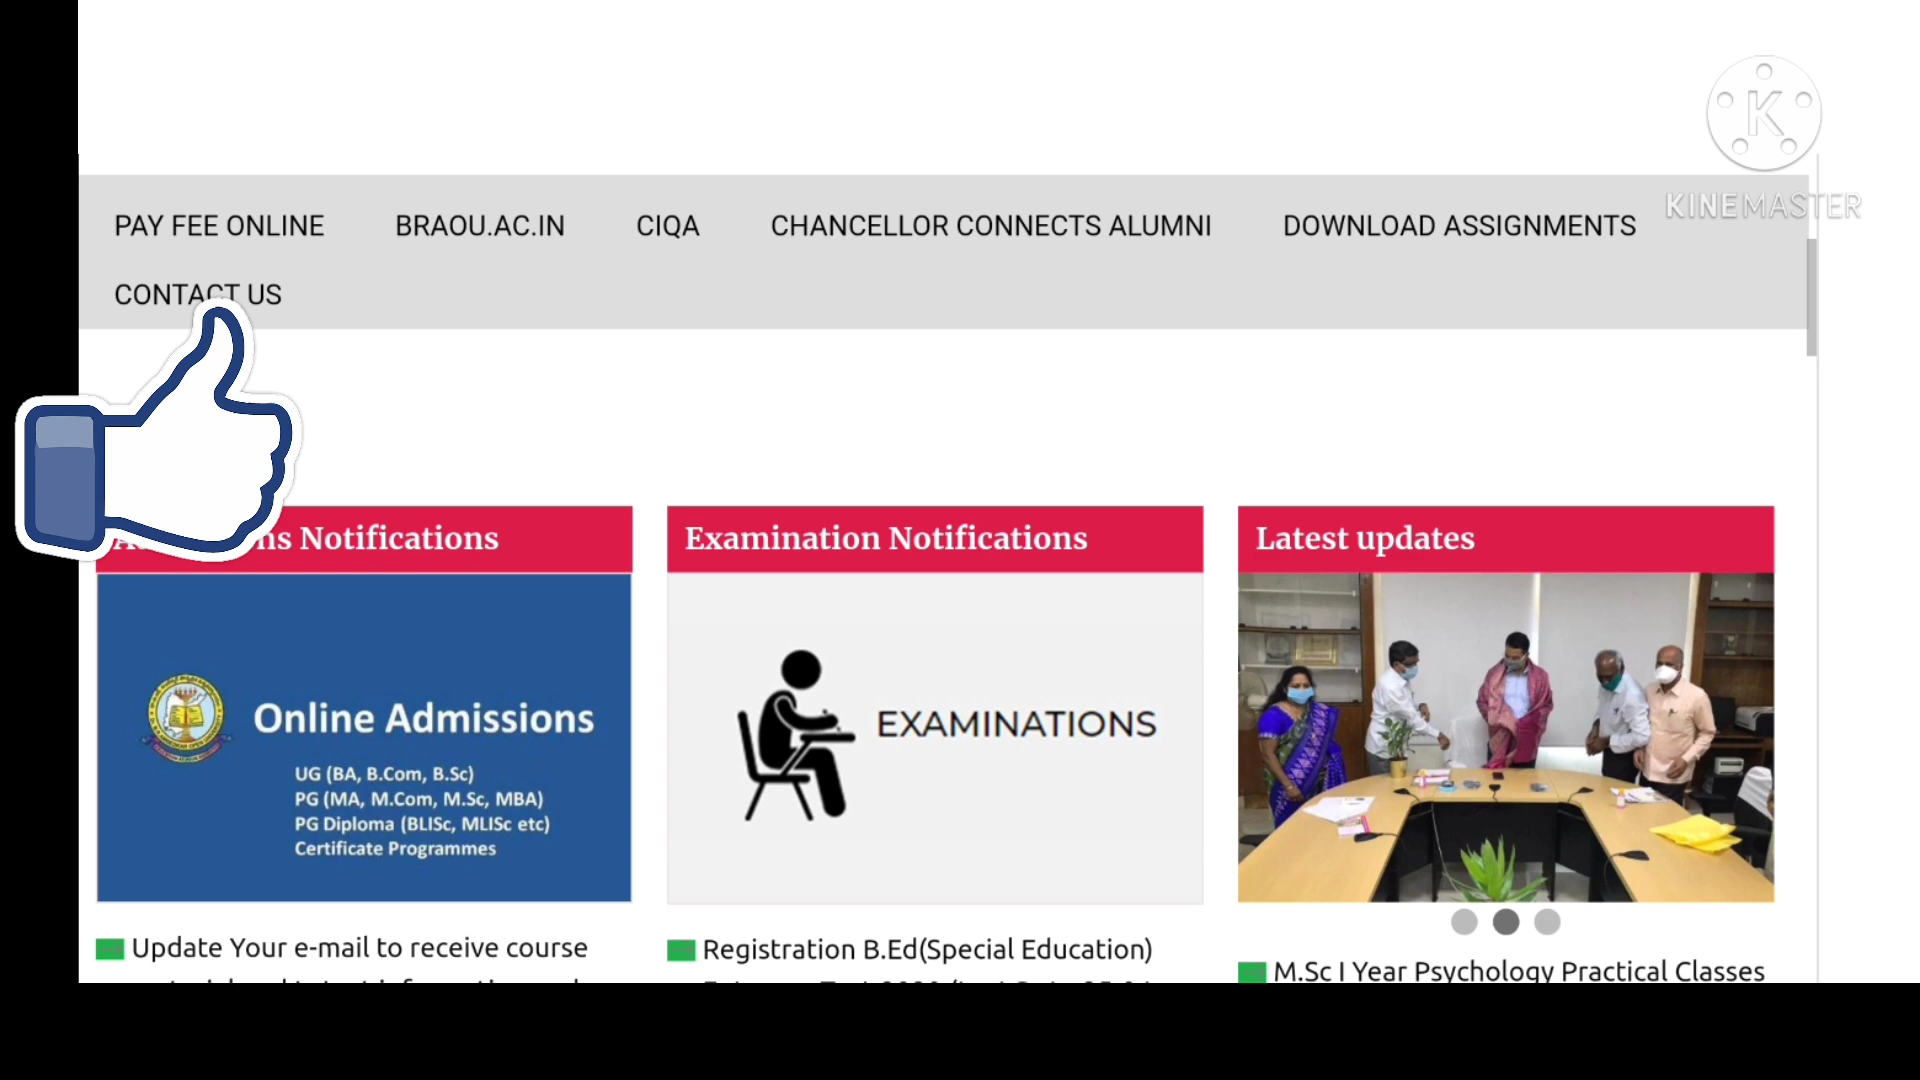 KINEMASTER
PAY FEE ONLINE BRAOU.AC.IN CIQA CHANCELLOR CONNECTS ALUMNI DOWNLOAD ASSIGNMENTS
CONTACT US
Notifications
Online Admissions
UG (BA, B.Com, B.Sc)
PG (MA, M.Com, M.Sc, MBA)
PG Diploma (BLISc, MLISc etc)
Certificate Programmes
Update Your e-mail to receive course
Examination Notifications
EXAMINATIONS
Registration B.Ed(Special Education)
Latest updates
M.Sc I Year Psychology Practical Classes